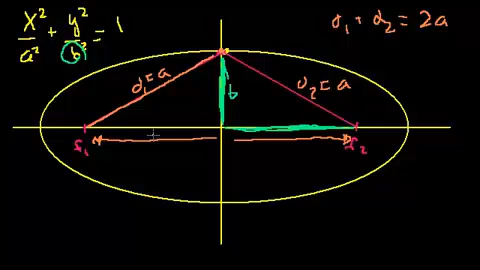 x²/a² + y²/b² = 1
d₁ + d₂ = 2a
d₁ = a
d₂ = a
b
f₁
f₂